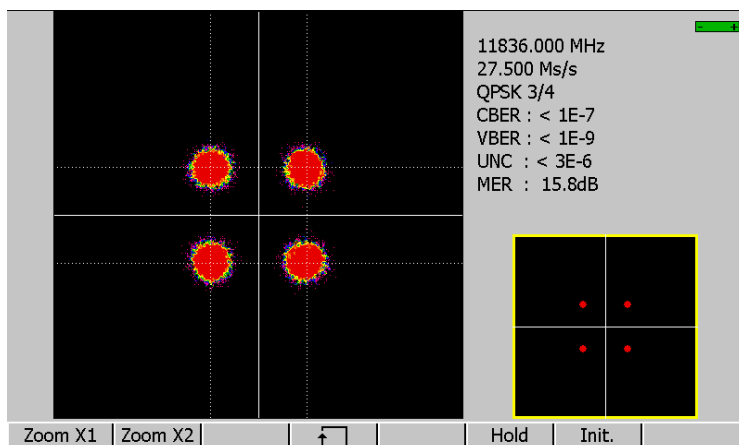 11836.000 MHz
27.500 Ms/s
QPSK 3/4
CBER : < 1E-7
VBER : < 1E-9
UNC : < 3E-6
MER : 15.8dB
- +
Zoom X1 Zoom X2 Hold Init.